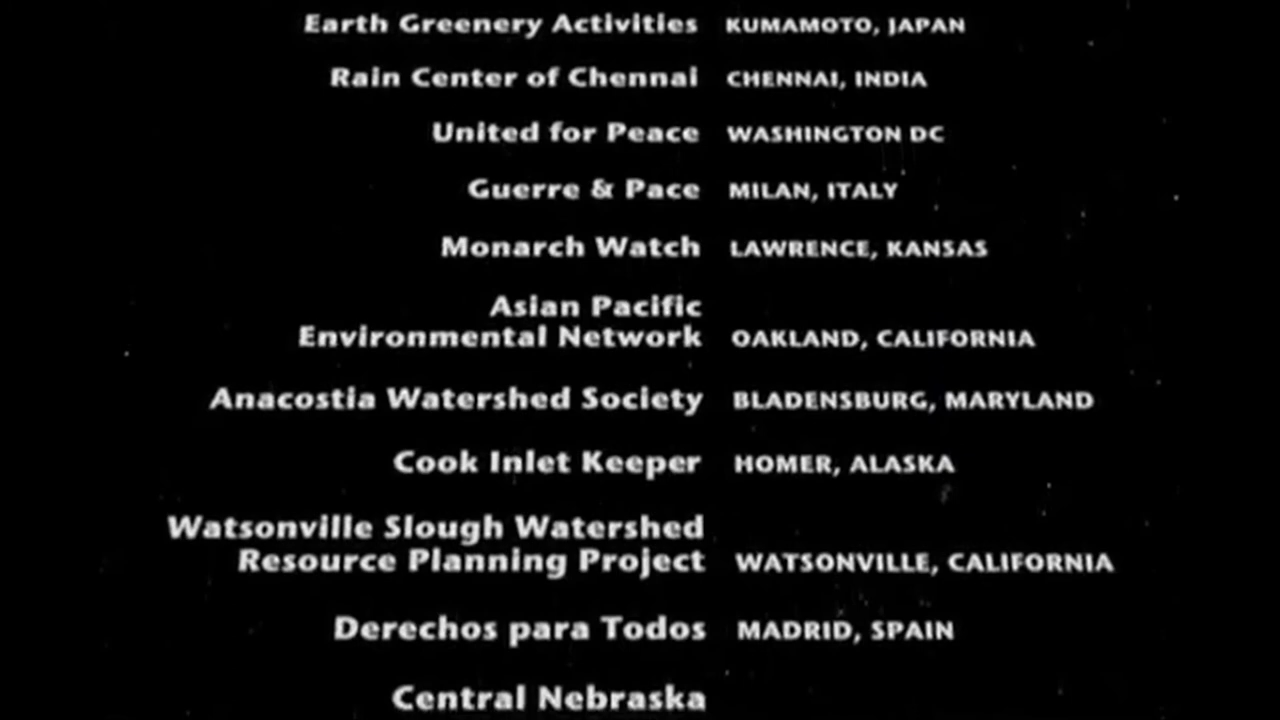 Earth Greenery Activities KUMAMOTO, JAPAN
Rain Center of Chennai CHENNAI, INDIA
United for Peace WASHINGTON DC
Guerre & Pace MILAN, ITALY
Monarch Watch LAWRENCE, KANSAS
Asian Pacific
Environmental Network OAKLAND, CALIFORNIA
Anacostia Watershed Society BLADENSBURG, MARYLAND
Cook Inlet Keeper HOMER, ALASKA
Watsonville Slough Watershed
Resource Planning Project WATSONVILLE, CALIFORNIA
Derechos para Todos MADRID, SPAIN
Central Nebraska